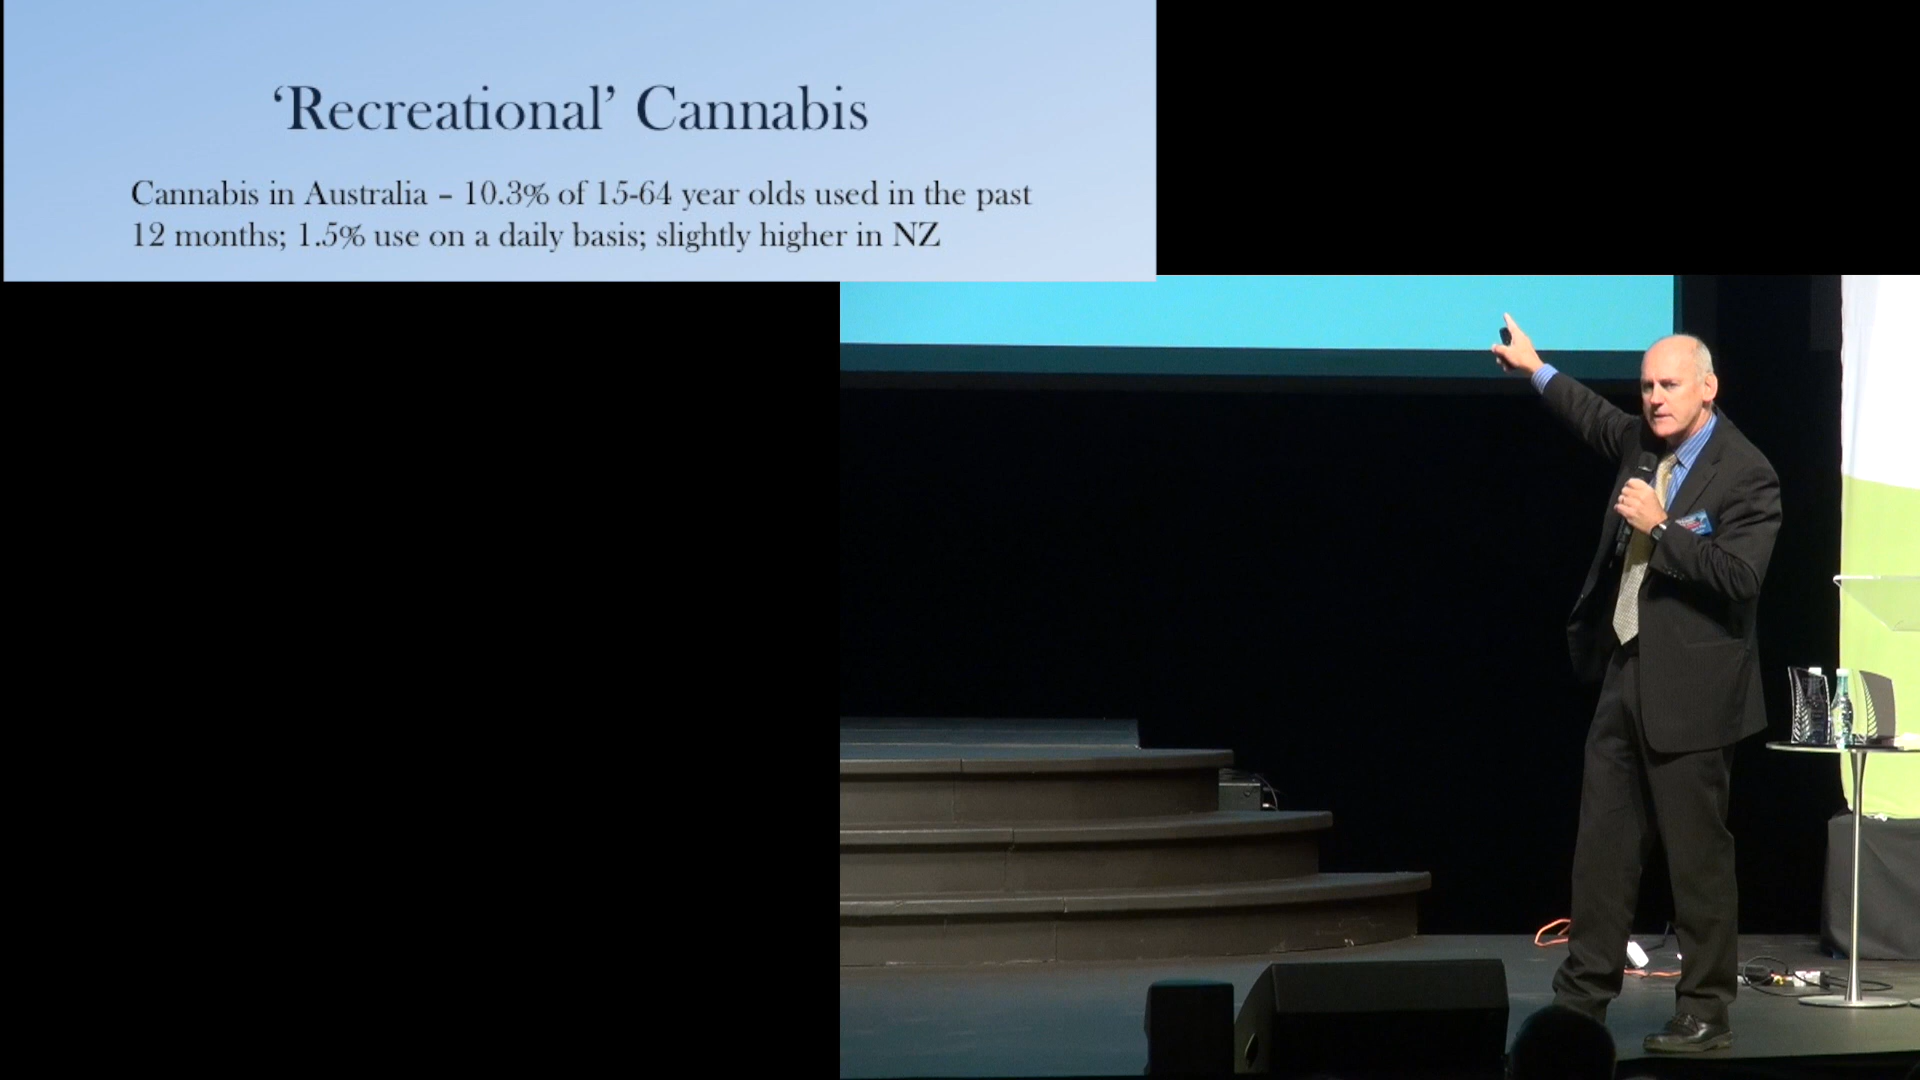 ‘Recreational’ Cannabis
Cannabis in Australia – 10.3% of 15-64 year olds used in the past
12 months; 1.5% use on a daily basis; slightly higher in NZ